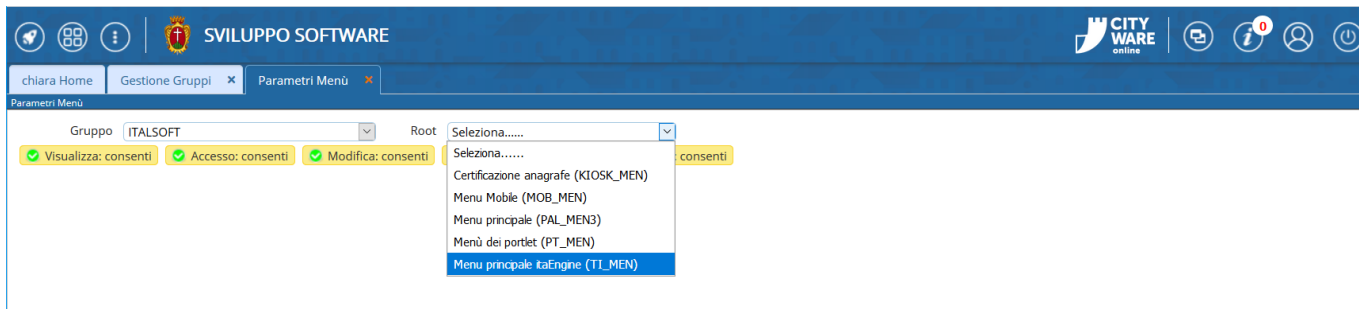 SVILUPPO SOFTWARE
CITY
WARE
online
0
chiara Home
Gestione Gruppi ×
Parametri Menù ×
Parametri Menù
Gruppo ITALSOFT
Root Seleziona......
Visualizza: consenti
Accesso: consenti
Modifica: consenti
consenti
Seleziona......
Certificazione anagrafe (KIOSK_MEN)
Menu Mobile (MOB_MEN)
Menu principale (PAL_MEN3)
Menù dei portlet (PT_MEN)
Menu principale itaEngine (TI_MEN)